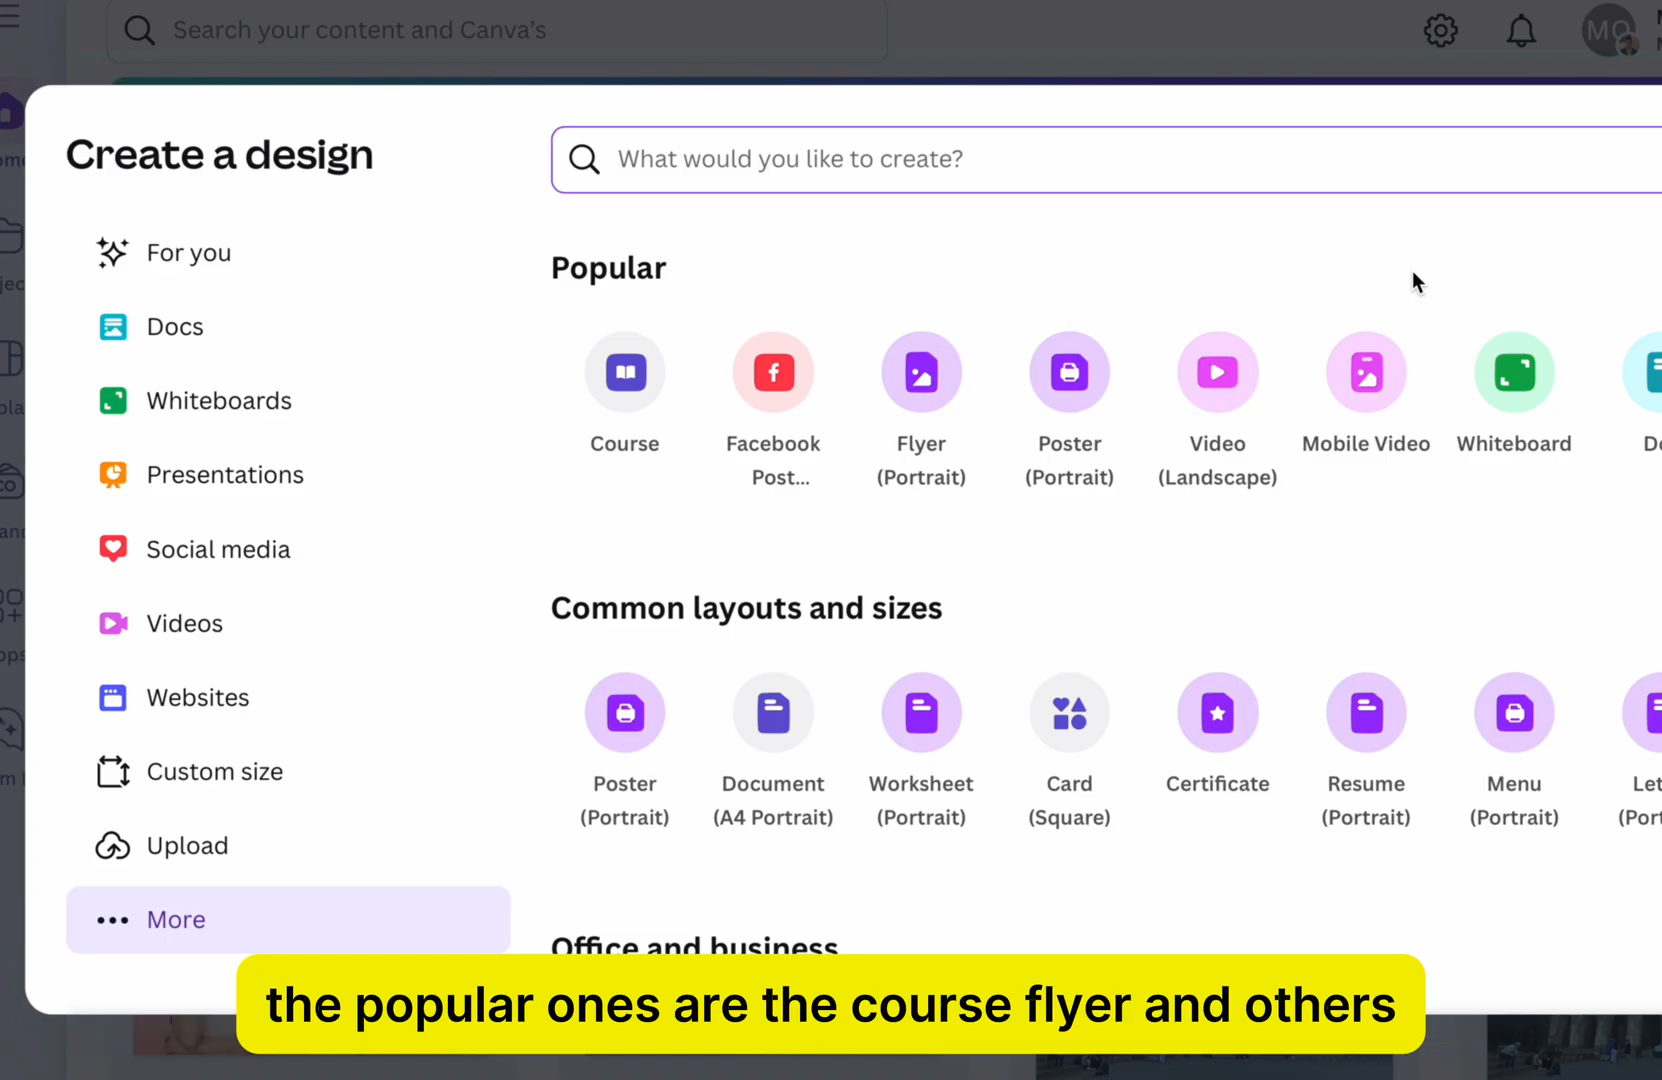 Search your content and Canva's
MO
Create a design
What would you like to create?
For you
Docs
Whiteboards
Presentations
Social media
Videos
Websites
Custom size
Upload
More
Popular
Course
Facebook
Post...
Flyer
(Portrait)
Poster
(Portrait)
Video
(Landscape)
Mobile Video
Whiteboard
Common layouts and sizes
Poster
(Portrait)
Document
(A4 Portrait)
Worksheet
(Portrait)
Card
(Square)
Certificate
Resume
(Portrait)
Menu
(Portrait)
Office and business
the popular ones are the course flyer and others